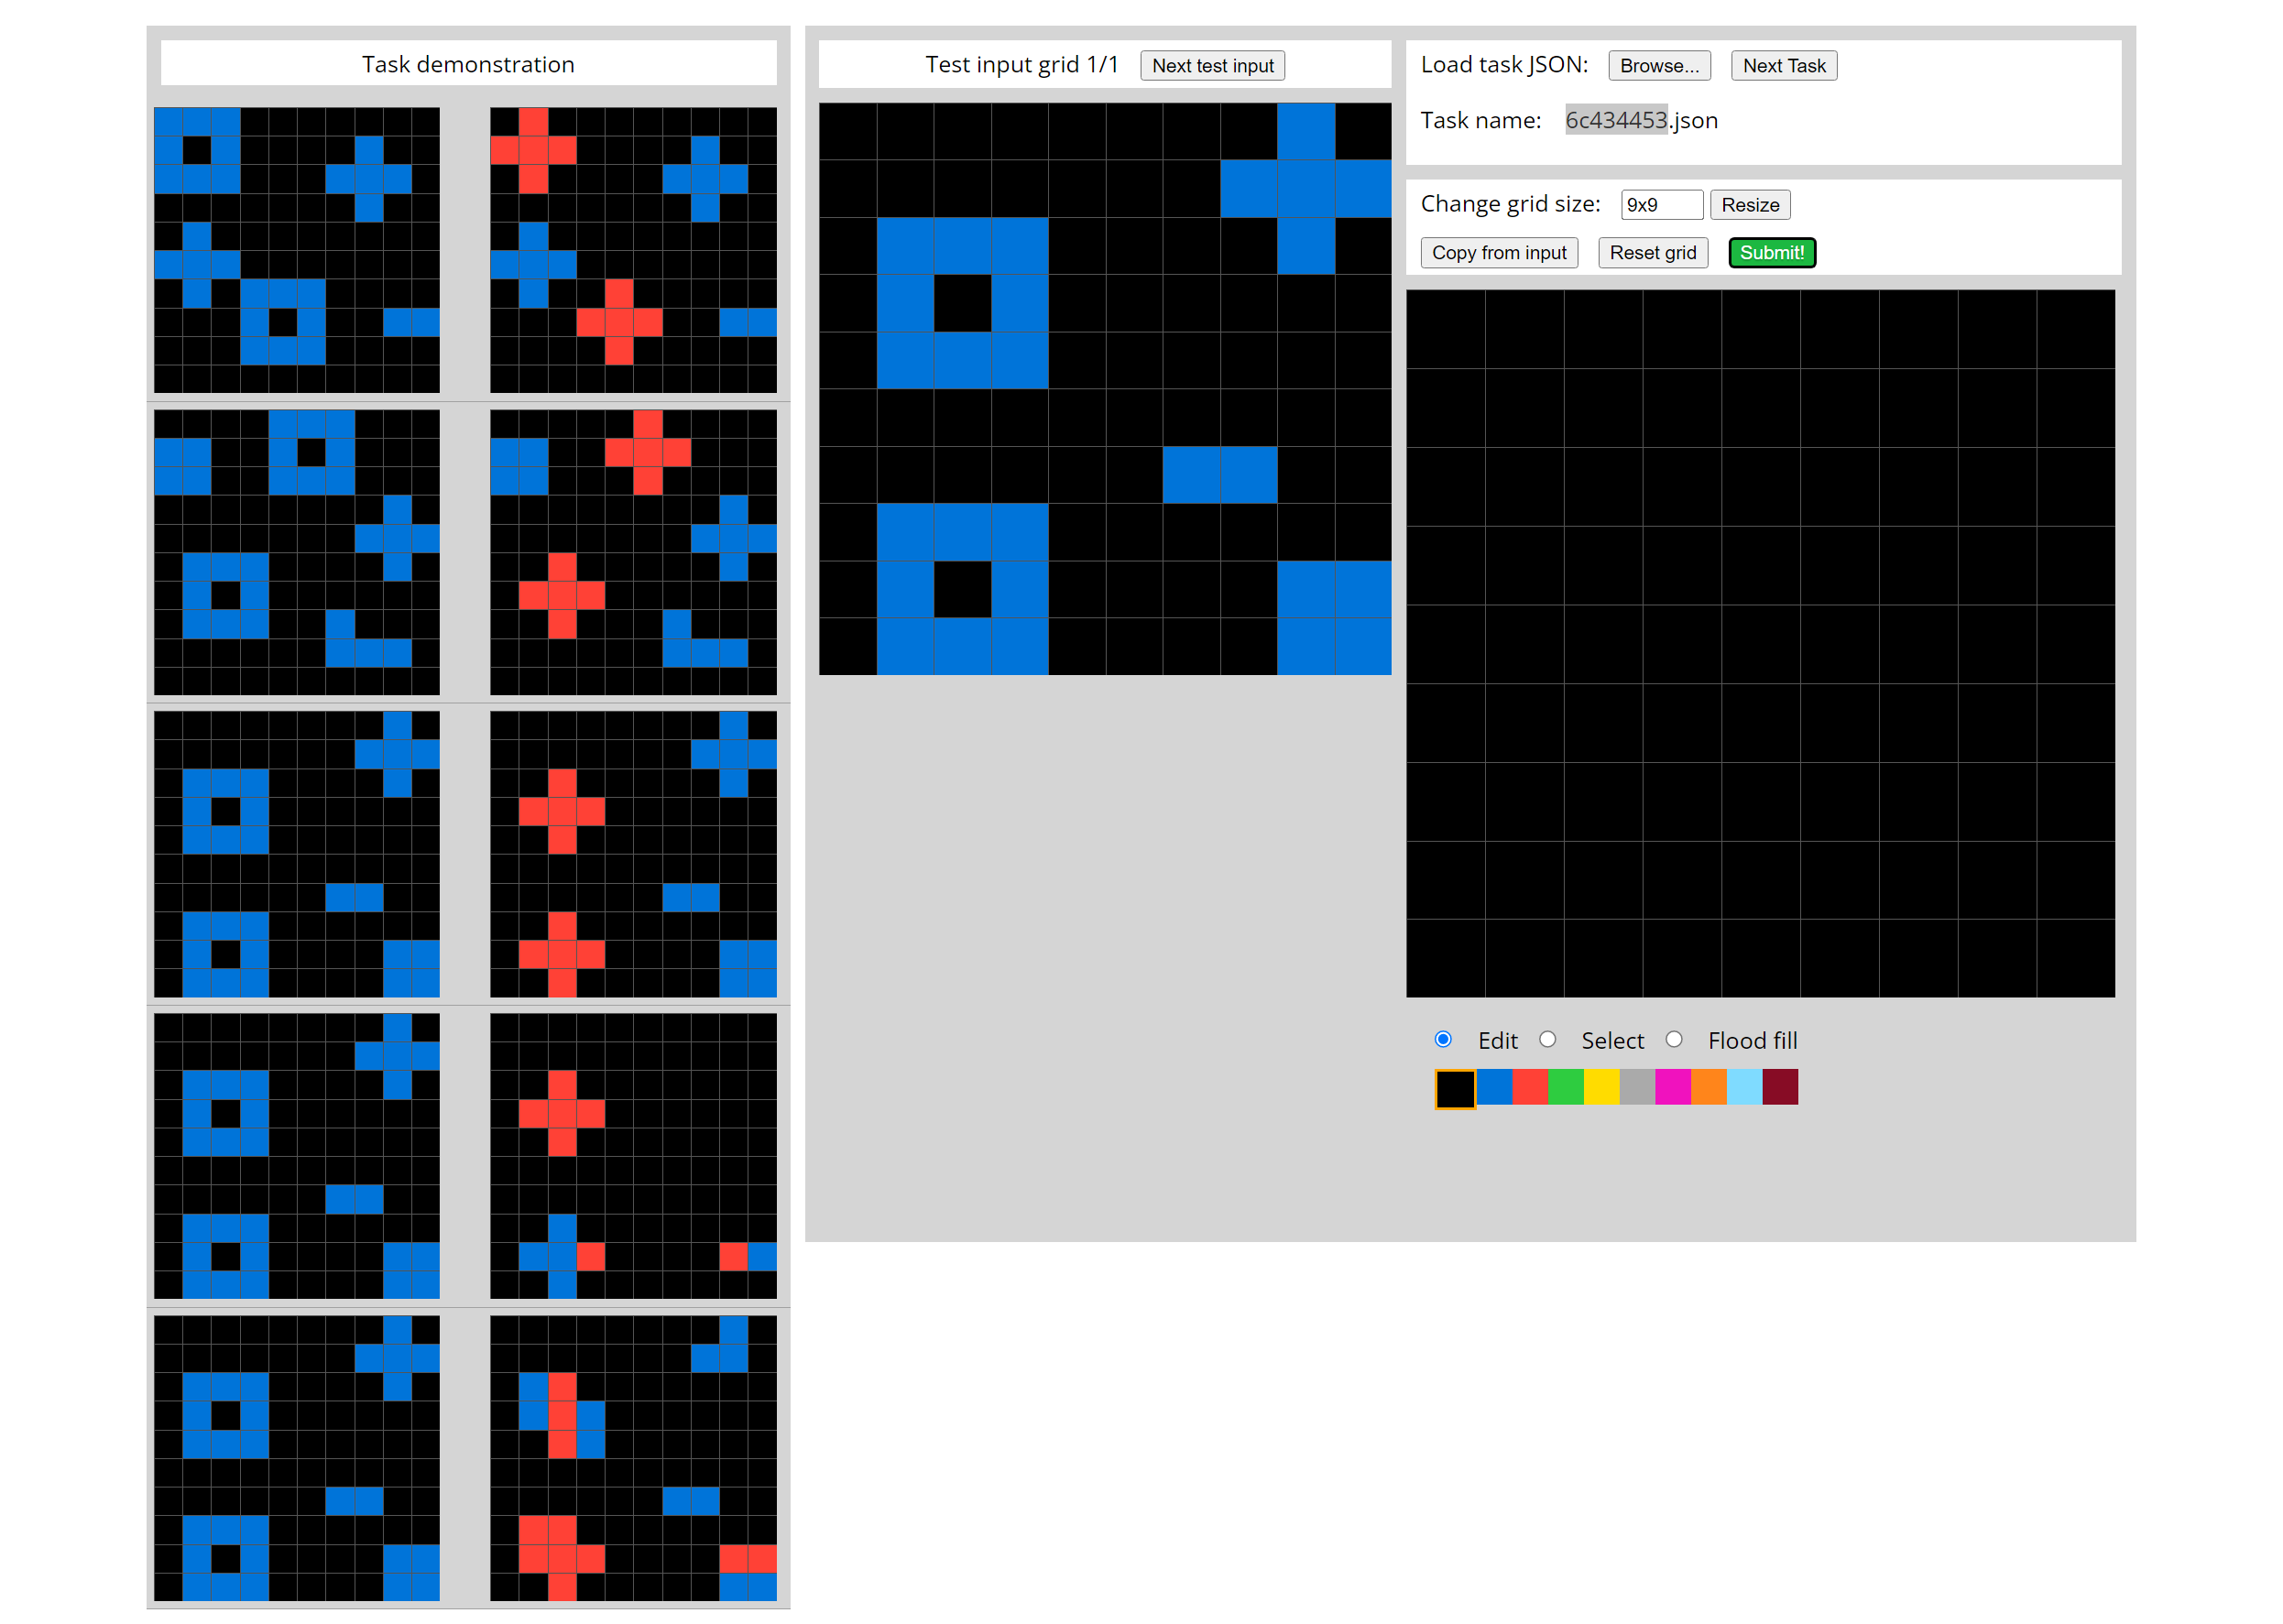 Task demonstration
Test input grid 1/1 Next test input
Load task JSON: Browse... Next Task
Task name: 6c434453.json
Change grid size: 9x9 Resize
Copy from input Reset grid Submit!
Edit Select Flood fill